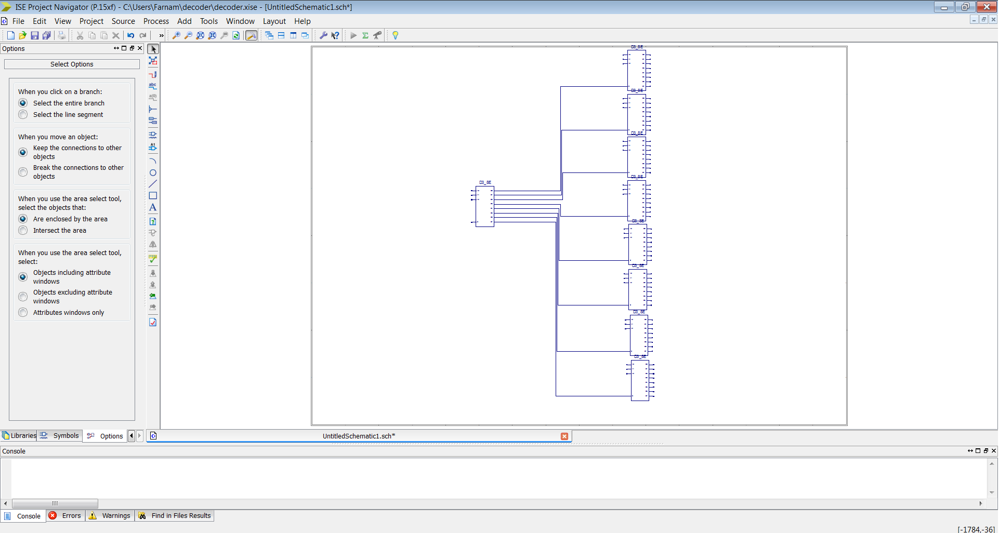 ISE Project Navigator (P.15xf) - C:\Users\Farnam\decoder\decoder.xise - [UntitledSchematic1.sch*]
File Edit View Project Source Process Add Tools Window Layout Help
Options
Select Options
When you click on a branch:
Select the entire branch
Select the line segment
When you move an object:
Keep the connections to other
objects
Break the connections to other
objects
When you use the area select tool,
select the objects that:
Are enclosed by the area
Intersect the area
When you use the area select tool,
select:
Objects including attribute
windows
Objects excluding attribute
windows
Attributes windows only
abc
a(0)
A1
A
D3_8E
D3_8E
D3_8E
D3_8E
D3_8E
D3_8E
D3_8E
D3_8E
D3_8E
Libraries Symbols Options
UntitledSchematic1.sch*
Console
Console Errors Warnings Find in Files Results
[-1784,-36]